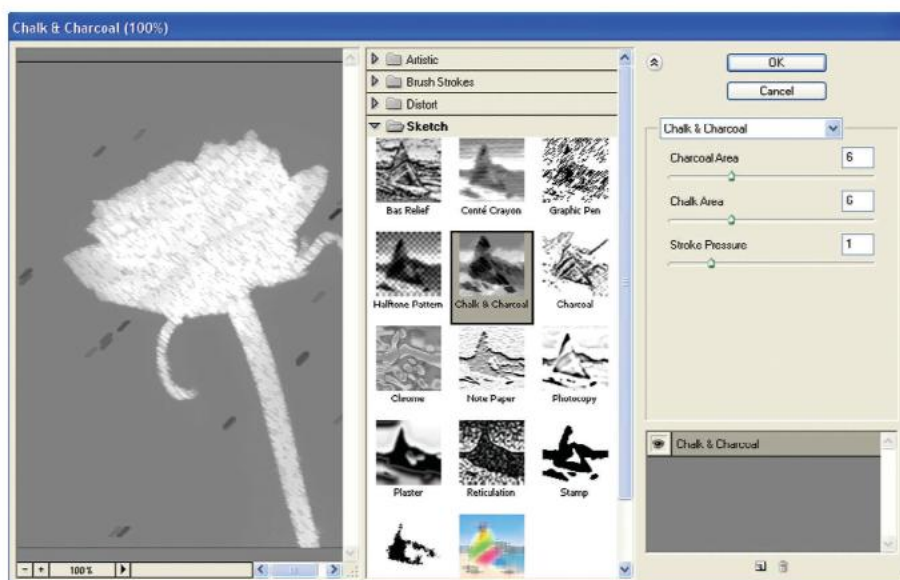 Chalk & Charcoal (100%)
Artistic
Brush Strokes
Distort
Sketch
Bas Relief
Conté Crayon
Graphic Pen
Halftone Pattern
Chalk & Charcoal
Charcoal
Chrome
Note Paper
Photocopy
Plaster
Reticulation
Stamp
100%
OK
Cancel
Chalk & Charcoal
Charcoal Area
6
Chalk Area
6
Stroke Pressure
1
Chalk & Charcoal